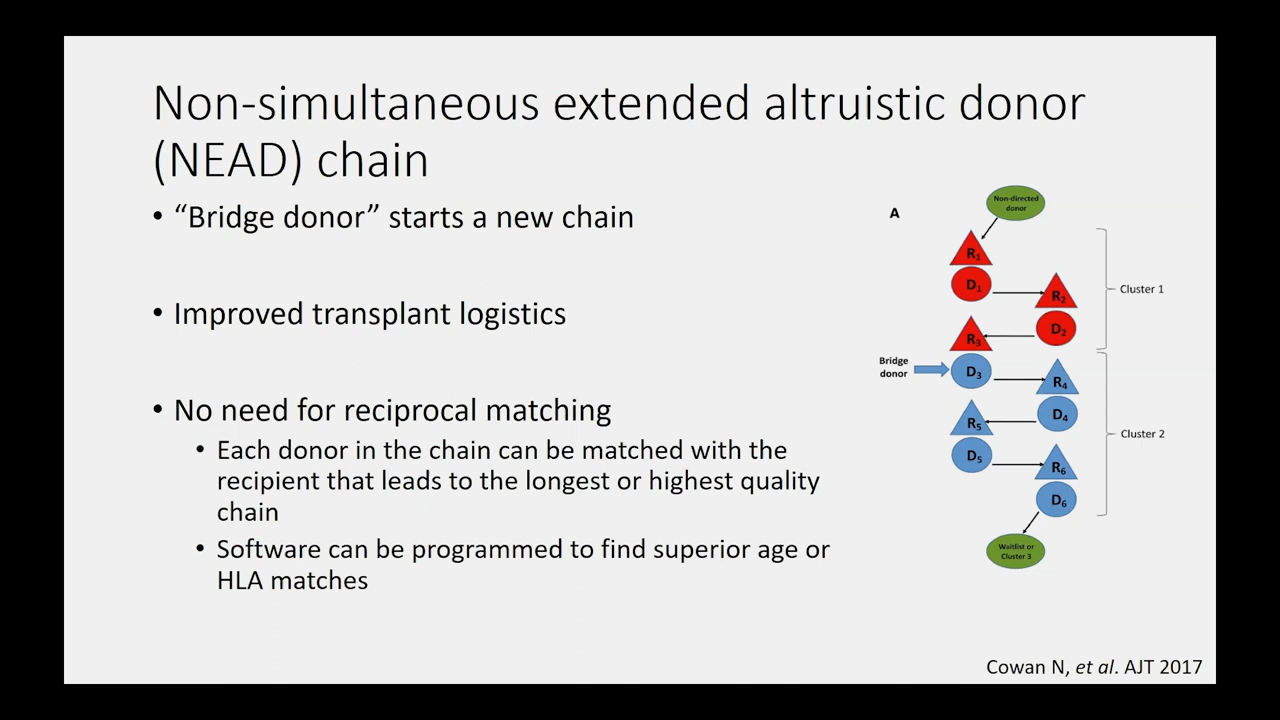 Non-simultaneous extended altruistic donor
(NEAD) chain
• “Bridge donor” starts a new chain
• Improved transplant logistics
• No need for reciprocal matching
• Each donor in the chain can be matched with the
recipient that leads to the longest or highest quality
chain
• Software can be programmed to find superior age or
HLA matches
A
Non-directed
donor
R1
D1
R2
D2
R3
Cluster 1
Bridge
donor
D3
R4
D4
R5
D5
R6
D6
Cluster 2
Waitlist or
Cluster 3
Cowan N, et al. AJT 2017